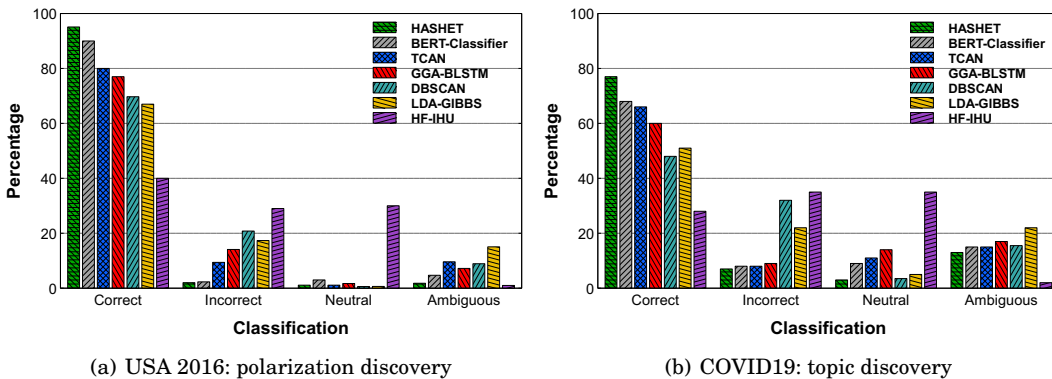 100
80
60
40
20
0
Percentage
HASHET
BERT-Classifier
TCAN
GGA-BLSTM
DBSCAN
LDA-GIBBS
HF-IHU
Correct Incorrect Neutral Ambiguous
Classification
(a) USA 2016: polarization discovery
100
80
60
40
20
0
Percentage
HASHET
BERT-Classifier
TCAN
GGA-BLSTM
DBSCAN
LDA-GIBBS
HF-IHU
Correct Incorrect Neutral Ambiguous
Classification
(b) COVID19: topic discovery